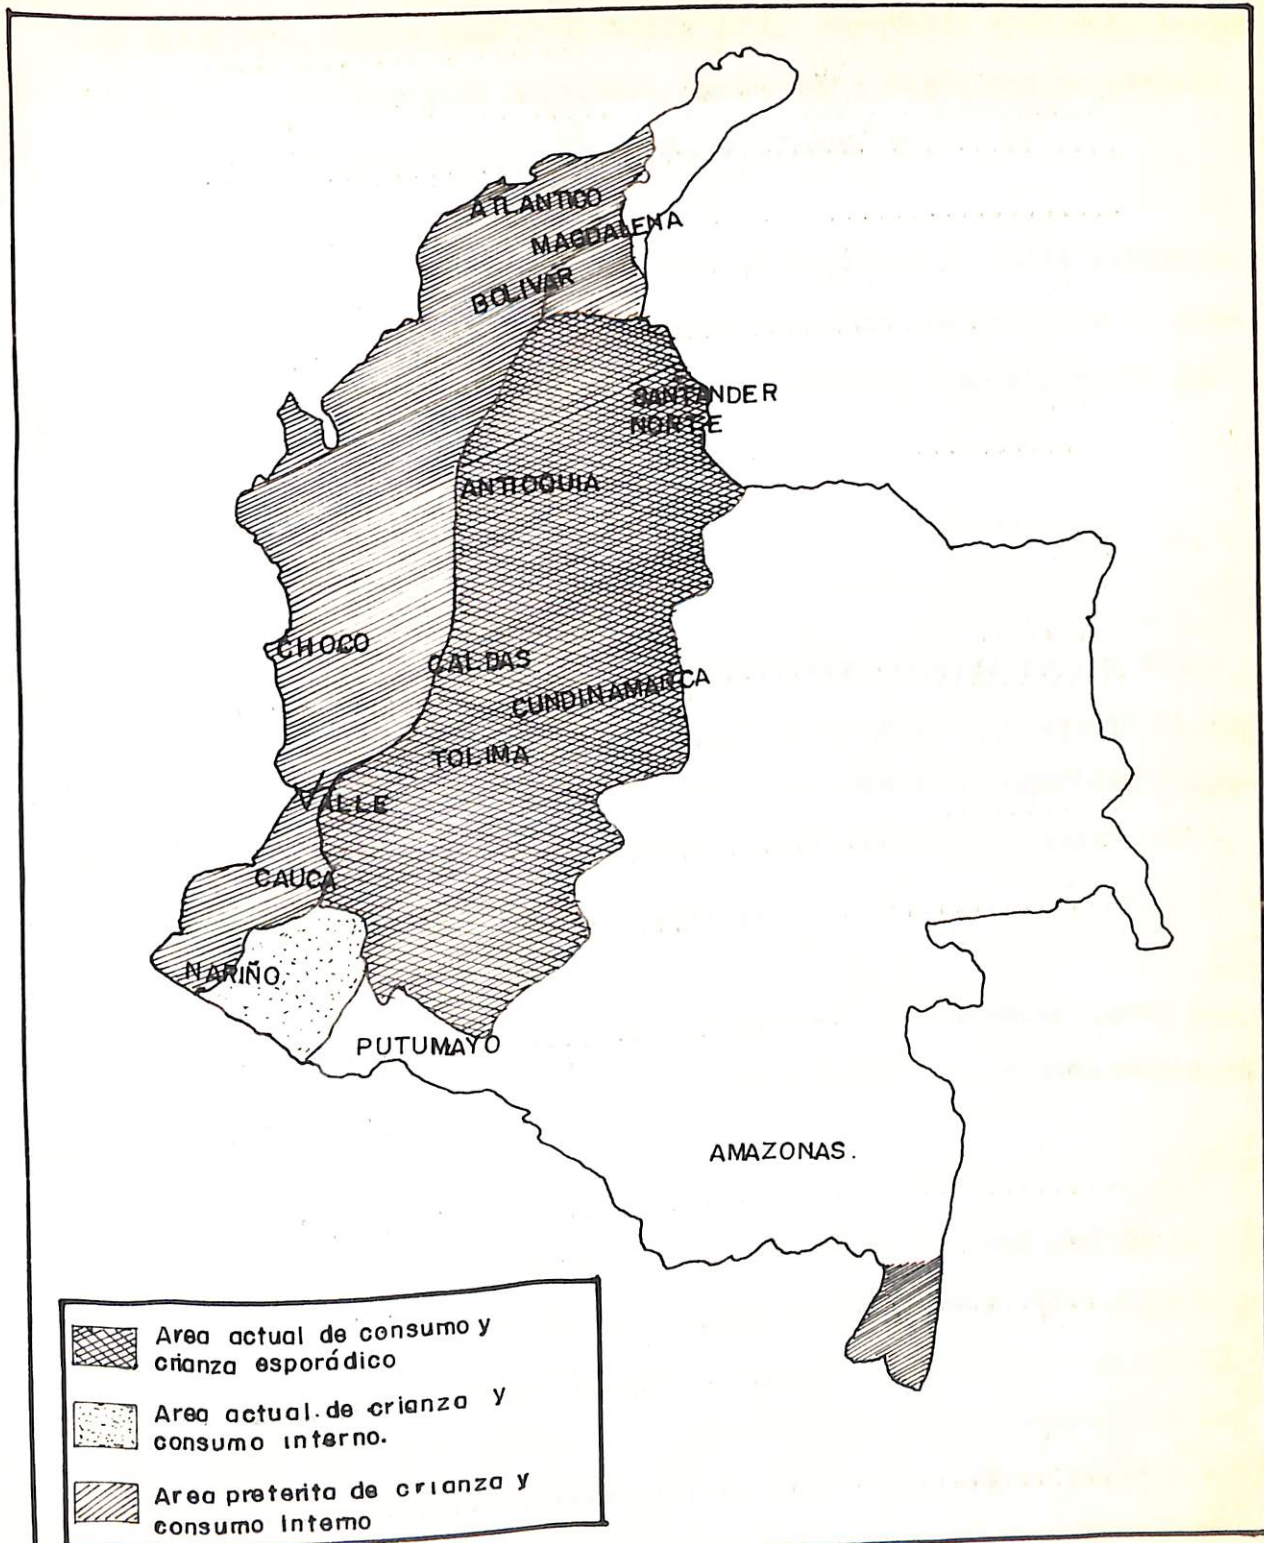 ATLANTICO
MAGDALENA
BOLIVAR
SANTANDER
NORTE
ANTIOQUIA
CHOCO
CALDAS
CUNDINAMARCA
TOLIMA
VALLE
CAUCA
NARIÑO.
PUTUMAYO
AMAZONAS.
Area actual de consumo y
crianza esporádico
Area actual. de crianza y
consumo interno.
Area preterita de crianza y
consumo Interno